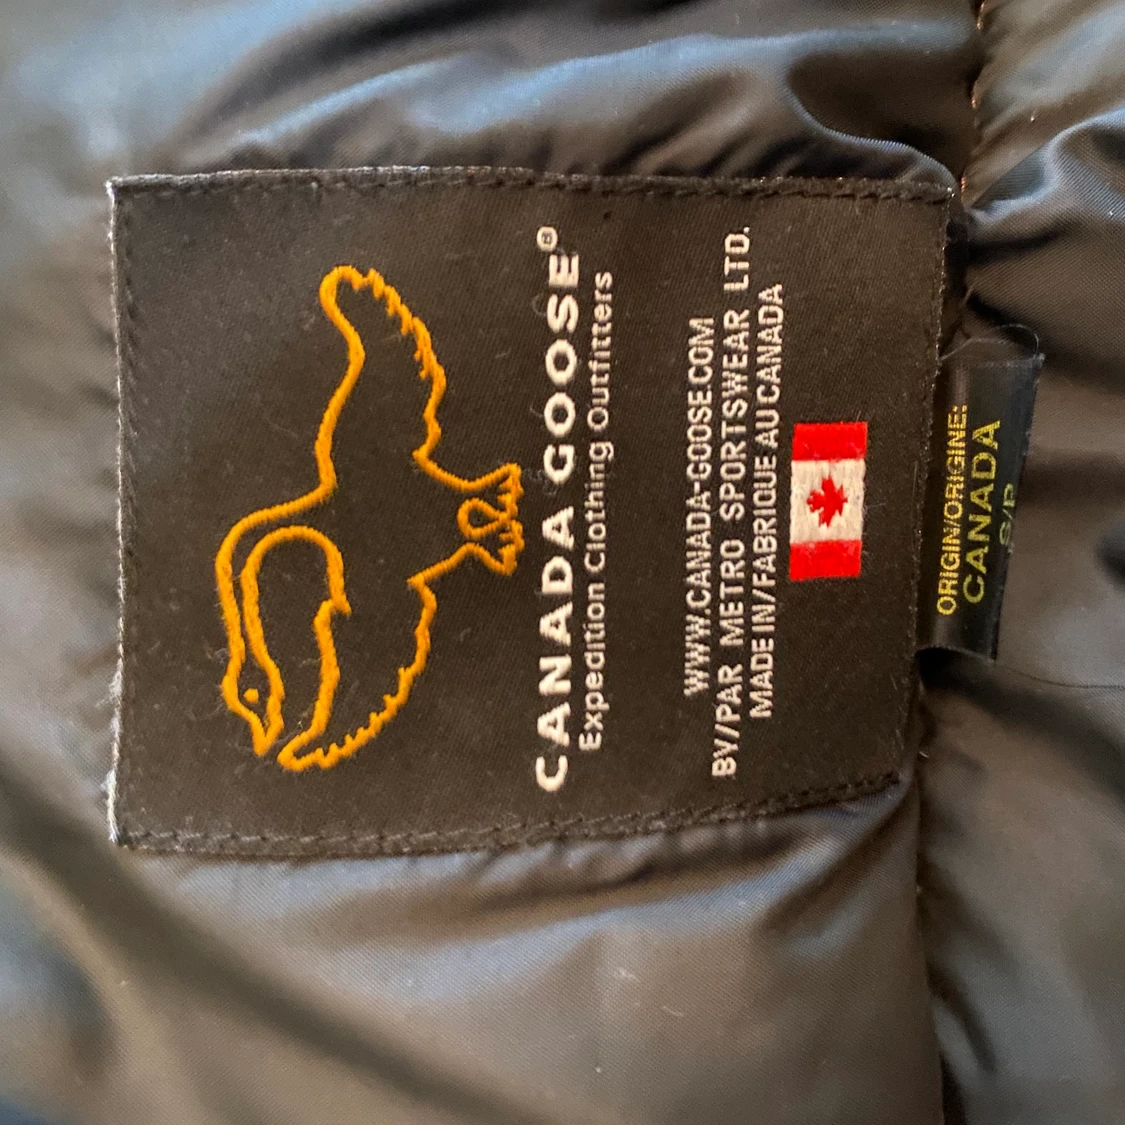 CANADA GOOSE®
Expedition Clothing Outfitters
WWW.CANADA-GOOSE.COM
BY/PAR METRO SPORTSWEAR LTD.
MADE IN/FABRIQUE AU CANADA
ORIGIN/ORIGINE:
CANADA
S/P